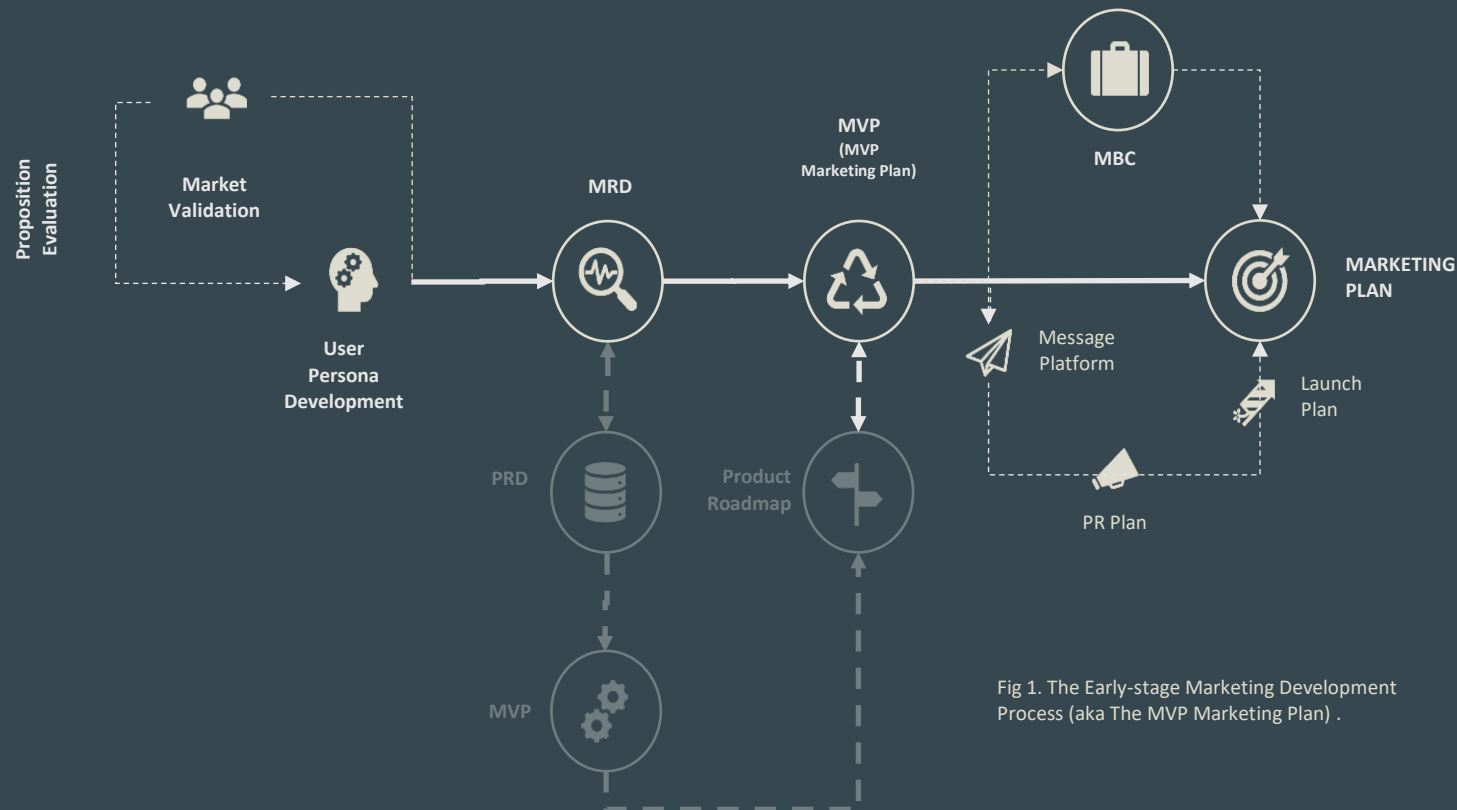 Proposition
Evaluation
Market
Validation
User
Persona
Development
MRD
MVP
(MVP
Marketing Plan)
MBC
MARKETING
PLAN
Message
Platform
Launch
Plan
PR Plan
PRD
Product
Roadmap
MVP
Fig 1. The Early-stage Marketing Development
Process (aka The MVP Marketing Plan) .